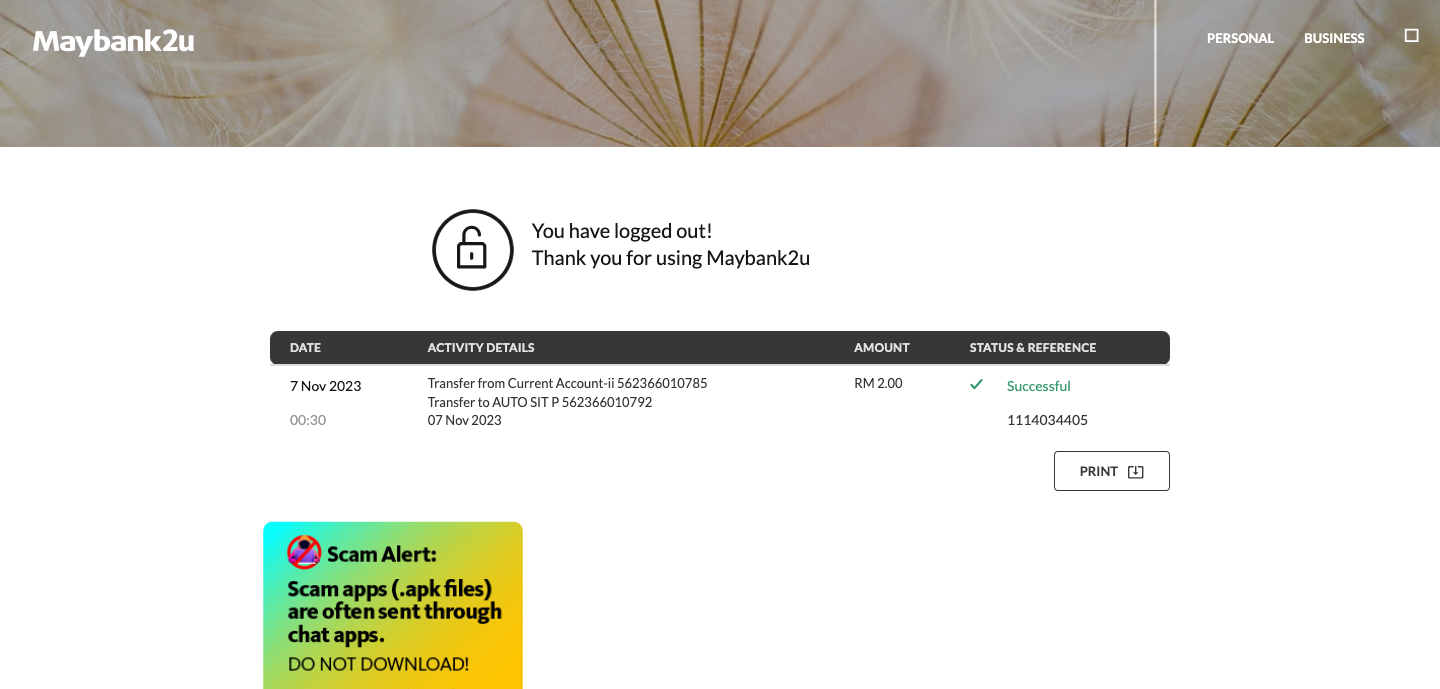 Maybank2u
PERSONAL BUSINESS
You have logged out!
Thank you for using Maybank2u
DATE ACTIVITY DETAILS AMOUNT STATUS & REFERENCE
7 Nov 2023 Transfer from Current Account-ii 562366010785 RM 2.00 Successful
Transfer to AUTO SIT P 562366010792
00:30 07 Nov 2023 1114034405
PRINT
Scam Alert:
Scam apps (.apk files)
are often sent through
chat apps.
DO NOT DOWNLOAD!